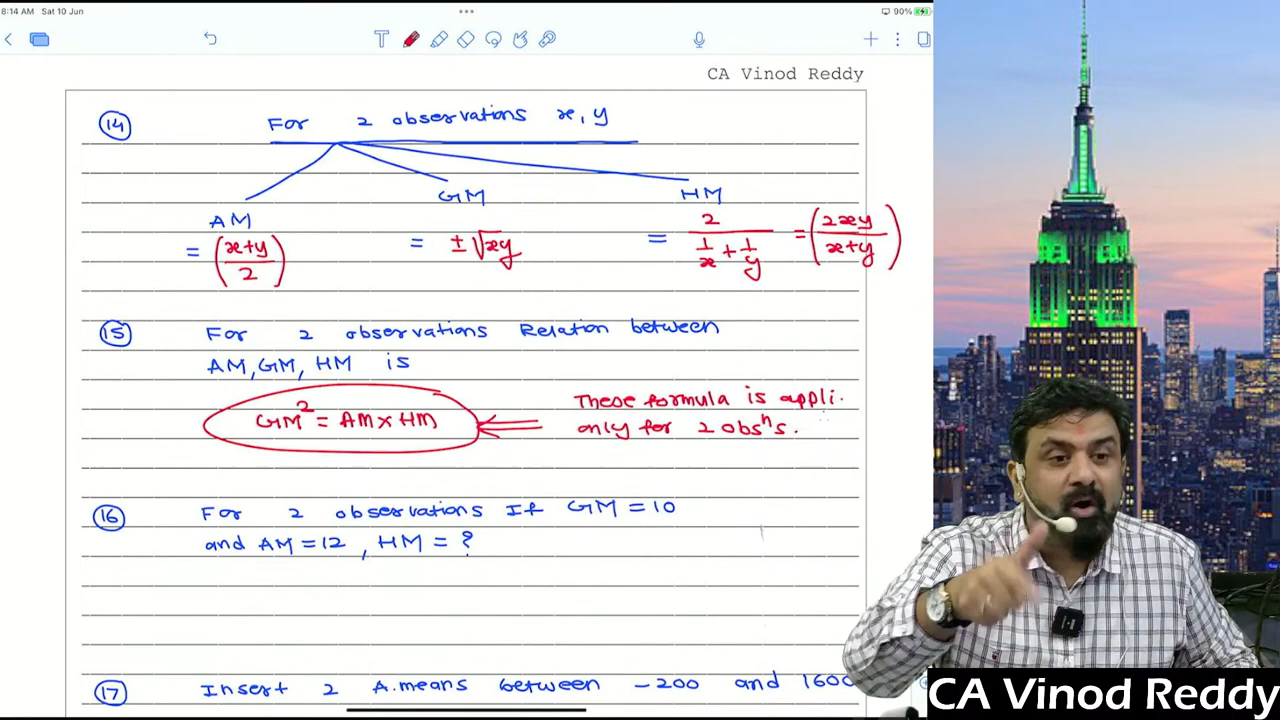 8:14 AM Sat 10 Jun
90%
T
CA Vinod Reddy
14 For 2 observations x, y
AM GM HM
= (x+y/2) = ±√xy = 2/(1/x + 1/y) = (2xy/x+y)
15 For 2 observations Relation between
AM, GM, HM is
GM² = AM × HM
These formula is appli.
only for 2 obsⁿs.
16 For 2 observations If GM = 10
and AM = 12, HM = ?
17 Insert 2 A.means between -200 and 1600
CA Vinod Reddy